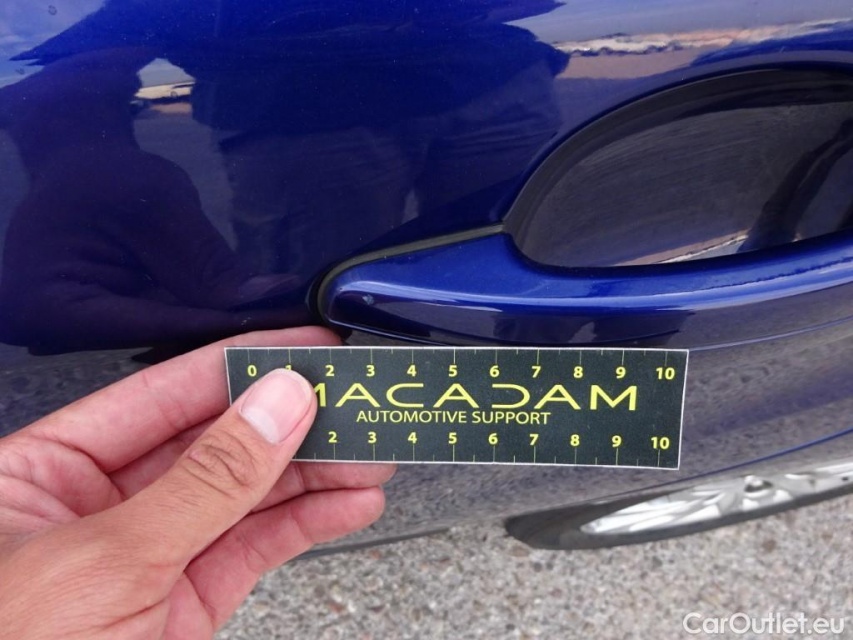 0 1 2 3 4 5 6 7 8 9 10
MACADAM
AUTOMOTIVE SUPPORT
2 3 4 5 6 7 8 9 10
CarOutlet.eu